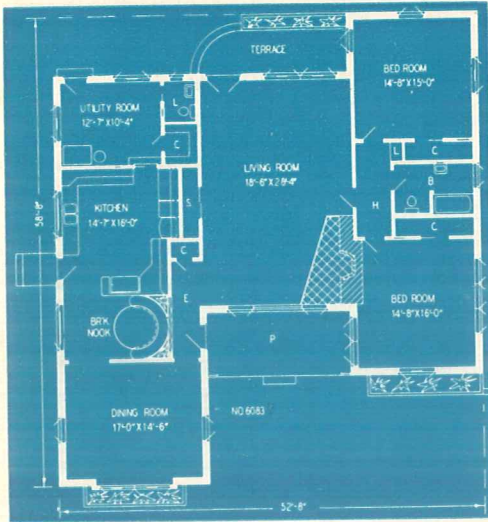 TERRACE
BED ROOM
14'-8"X15'-0"
UTILITY ROOM
12'-7"X10'-4"
L
C
LIVING ROOM
18'-6"X28'-4"
L
C
B
H
C
KITCHEN
14'-7"X16'-0"
S
C
E
58'-8"
BED ROOM
14'-8"X16'-0"
BR'K
NOOK
P
DINING ROOM
17'-0"X14'-6"
NO.6083
52'-8"